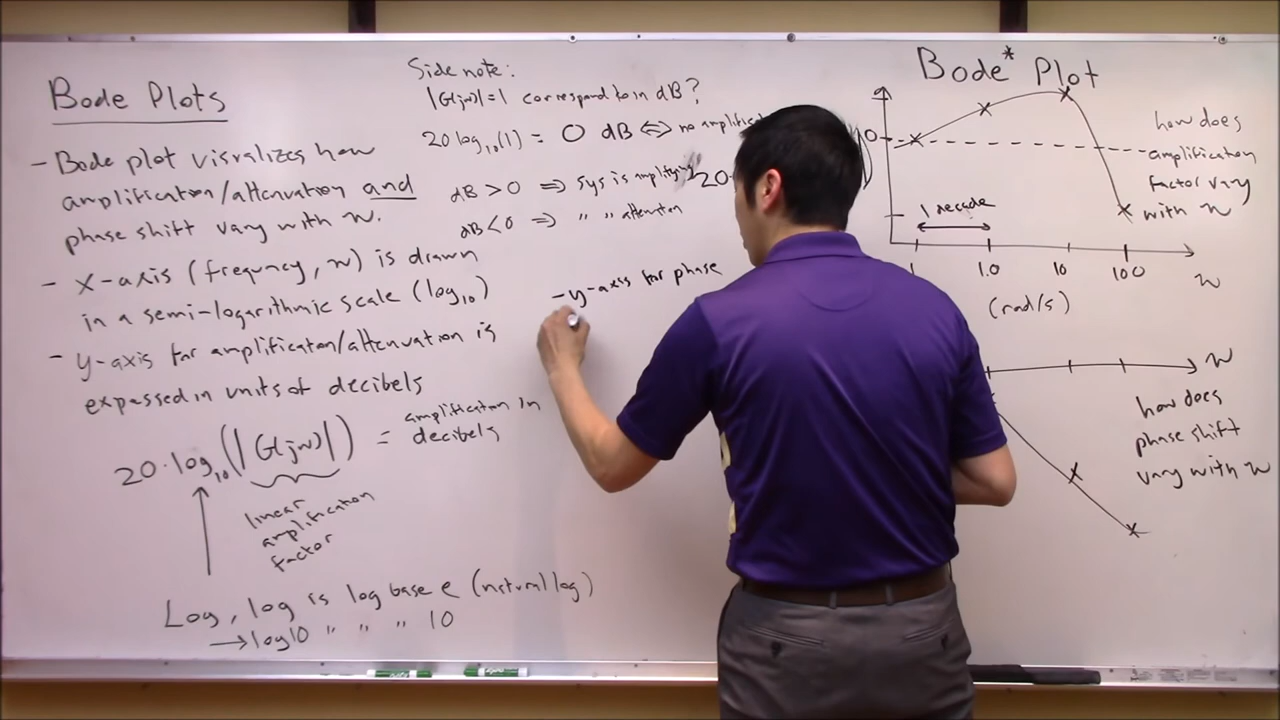 Bode Plots
- Bode plot visualizes how
amplification/attenuation and
phase shift vary with w.
- x-axis (frequncy, w) is drawn
in a semi-logarithmic scale (log10)
- y-axis for amplification/attenuation is
expessed in units of decibels
20·log10(|G(jw)|) = amplification in
decibels
linear
amplification
factor
Log, log is log base e (natural log)
→ log10 " " " 10
Side note:
|G(jw)|=1 correspond to in dB?
20 log10(1) = 0 dB ⇔ no
dB > 0 ⇒ sys is amplifying
dB < 0 ⇒ " "
20
- y-axis for phase
Bode* Plot
0
how does
amplification
factor vary
with w
1 decade
1 10 10 100 w
(rad/s)
w
how does
phase shift
vary with w